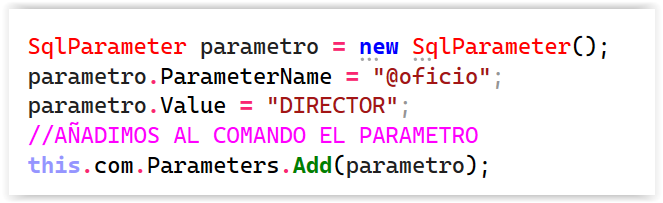 SqlParameter parametro = new SqlParameter();
parametro.ParameterName = "@oficio";
parametro.Value = "DIRECTOR";
//AÑADIMOS AL COMANDO EL PARAMETRO
this.com.Parameters.Add(parametro);